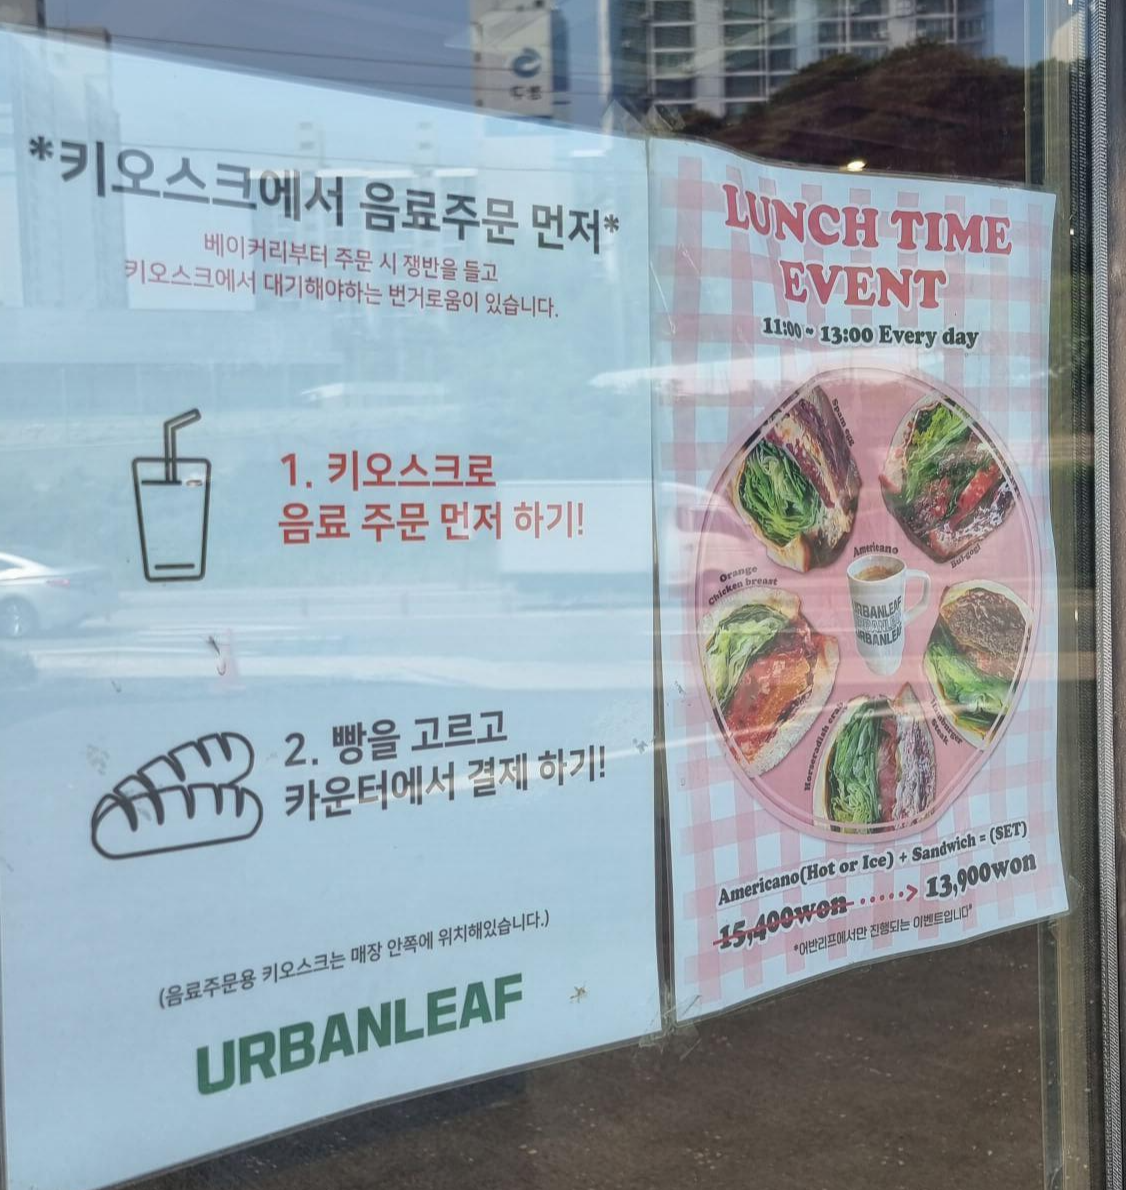 *키오스크에서 음료주문 먼저*
베이커리부터 주문 시 쟁반을 들고
키오스크에서 대기해야하는 번거로움이 있습니다.
1. 키오스크로
음료 주문 먼저 하기!
2. 빵을 고르고
카운터에서 결제 하기!
(음료주문용 키오스크는 매장 안쪽에 위치해있습니다.)
URBANLEAF
LUNCH TIME
EVENT
11:00 ~ 13:00 Every day
Bul-gogi
Americano
Orange
Chicken breast
URBANLEAF
URBANLEAF
URBANLEAF
Horseradish
steak
Americano(Hot or Ice) + Sandwich = (SET)
15,400won ......> 13,900won
*어반리프에서만 진행되는 이벤트입니다*